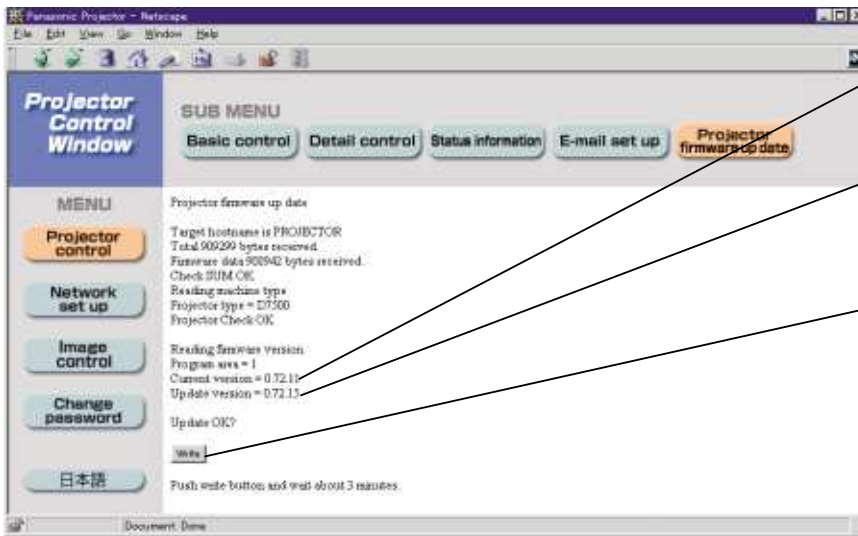 Panasonic Projector - Netscape
File Edit View Go Window Help
Projector Control Window
SUB MENU
Basic control
Detail control
Status information
E-mail set up
Projector firmware up date
MENU
Projector control
Network set up
Image control
Change password
日本語
Projector firmware up date
Target hostname is PROJECTOR
Total 909299 bytes received.
Firmware data 908942 bytes received.
Check SUM OK
Reading machine type
Projector type = D7500
Projector Check OK
Reading firmware version
Program area = 1
Current version = 0.72.11
Update version = 0.72.13
Update OK?
Write
Push write button and wait about 3 minutes.
Document: Done